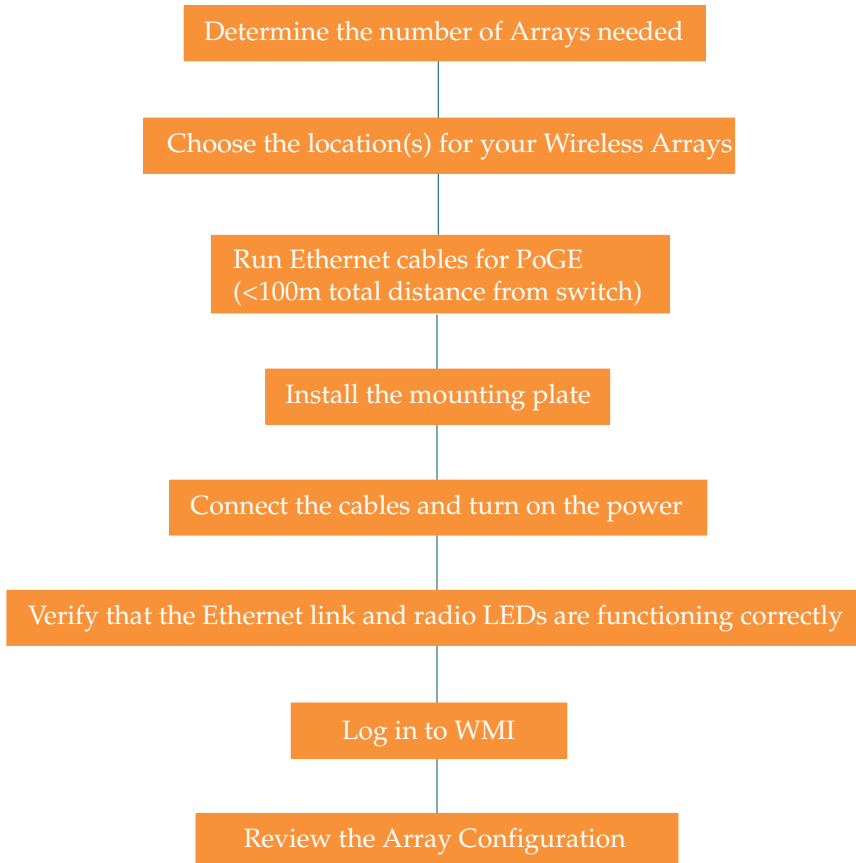 Determine the number of Arrays needed
Choose the location(s) for your Wireless Arrays
Run Ethernet cables for PoGE
(<100m total distance from switch)
Install the mounting plate
Connect the cables and turn on the power
Verify that the Ethernet link and radio LEDs are functioning correctly
Log in to WMI
Review the Array Configuration